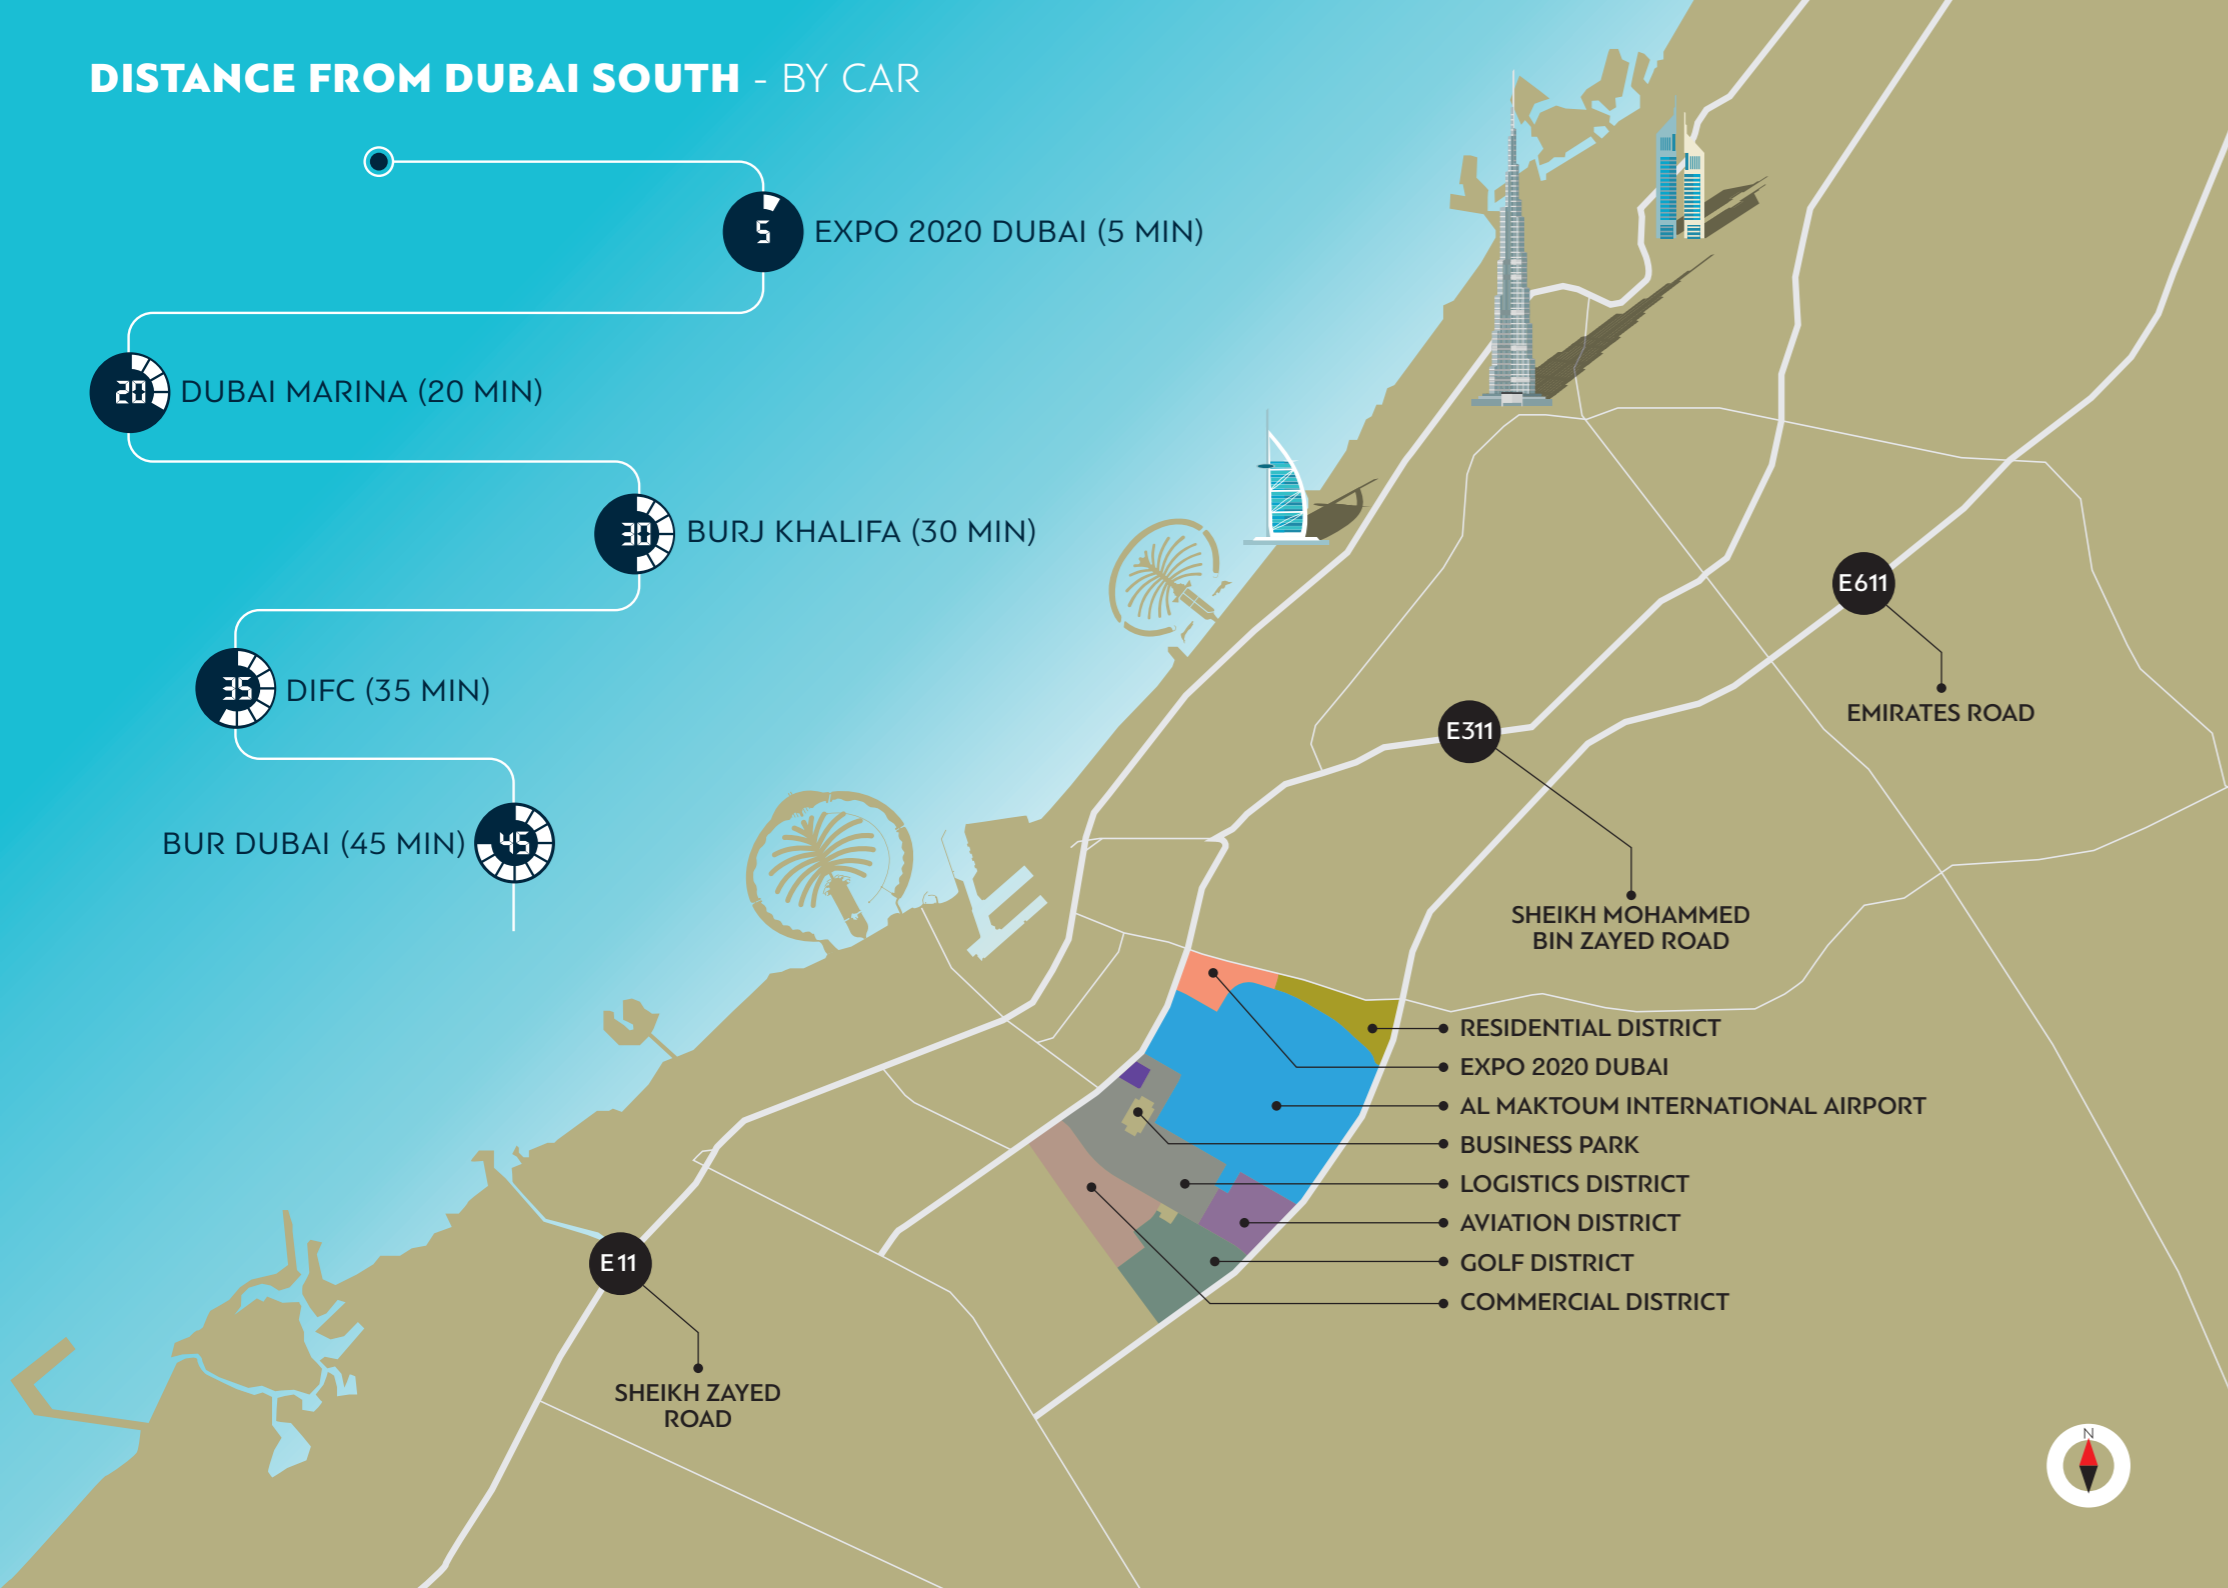 DISTANCE FROM DUBAI SOUTH - BY CAR
5 EXPO 2020 DUBAI (5 MIN)
20 DUBAI MARINA (20 MIN)
30 BURJ KHALIFA (30 MIN)
35 DIFC (35 MIN)
BUR DUBAI (45 MIN) 45
E611
EMIRATES ROAD
E311
SHEIKH MOHAMMED
BIN ZAYED ROAD
RESIDENTIAL DISTRICT
EXPO 2020 DUBAI
AL MAKTOUM INTERNATIONAL AIRPORT
BUSINESS PARK
LOGISTICS DISTRICT
AVIATION DISTRICT
GOLF DISTRICT
COMMERCIAL DISTRICT
E11
SHEIKH ZAYED
ROAD
N